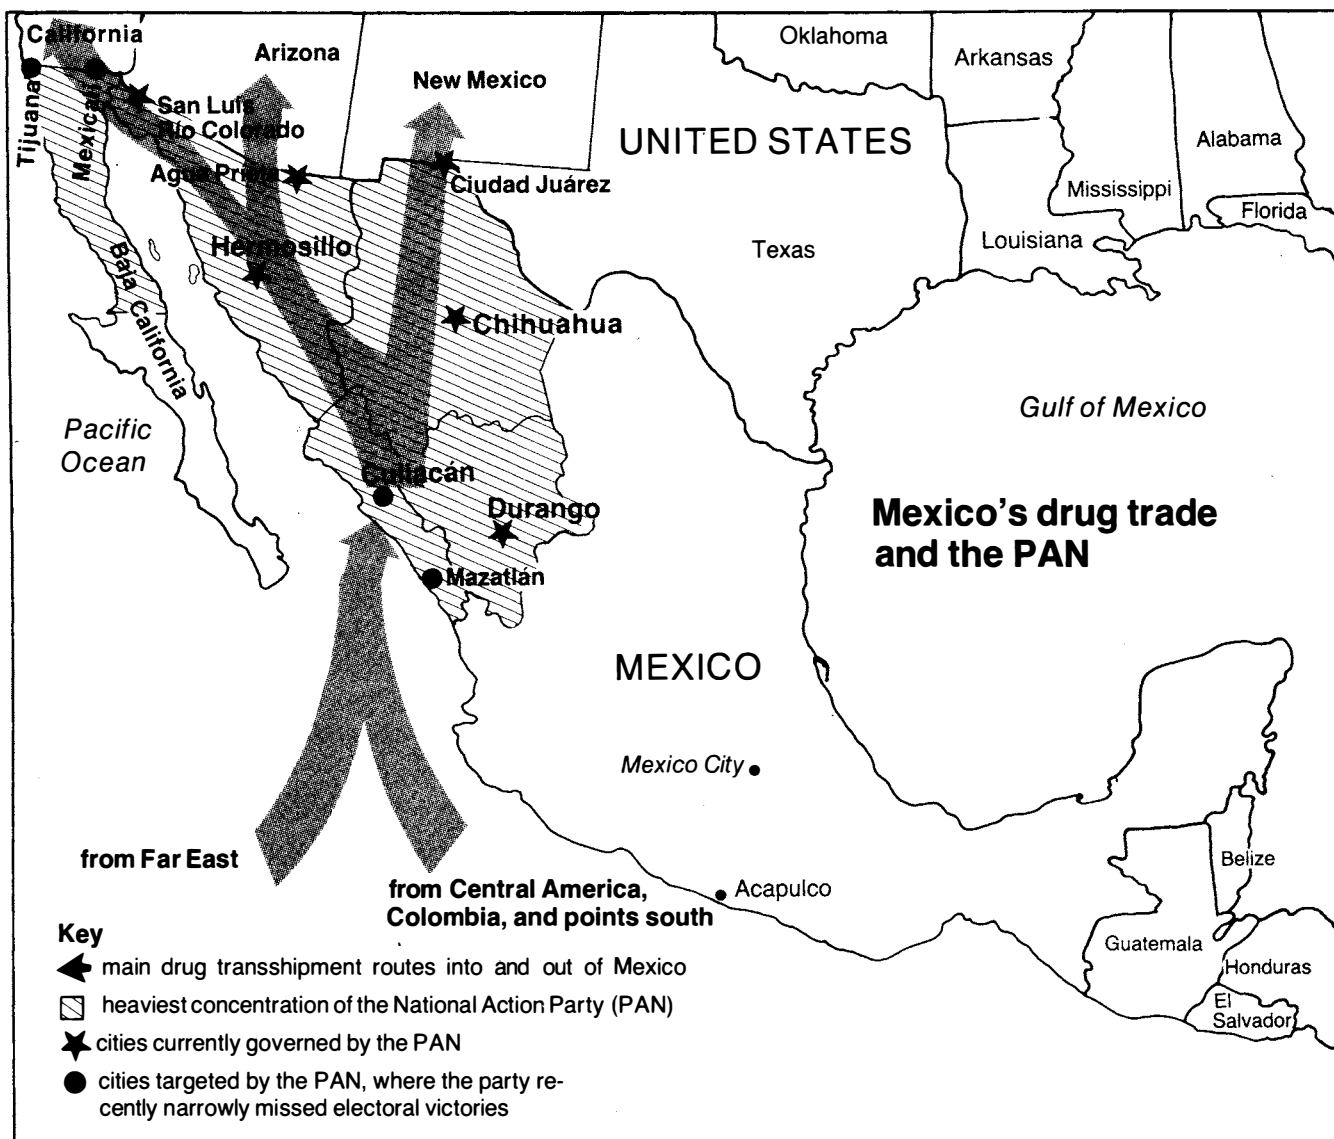 California
Arizona
New Mexico
Oklahoma
Arkansas
Tijuana
Mexicali
San Luis
Río Colorado
Agua Prieta
Ciudad Juárez
UNITED STATES
Alabama
Mississippi
Florida
Louisiana
Texas
Hermosillo
Baja California
Chihuahua
Pacific
Ocean
Gulf of Mexico
Culiacán
Durango
Mazatlán
Mexico's drug trade
and the PAN
MEXICO
Mexico City
Acapulco
Belize
Guatemala
Honduras
El
Salvador
from Far East
from Central America,
Colombia, and points south
Key
main drug transshipment routes into and out of Mexico
heaviest concentration of the National Action Party (PAN)
cities currently governed by the PAN
cities targeted by the PAN, where the party re-
cently narrowly missed electoral victories